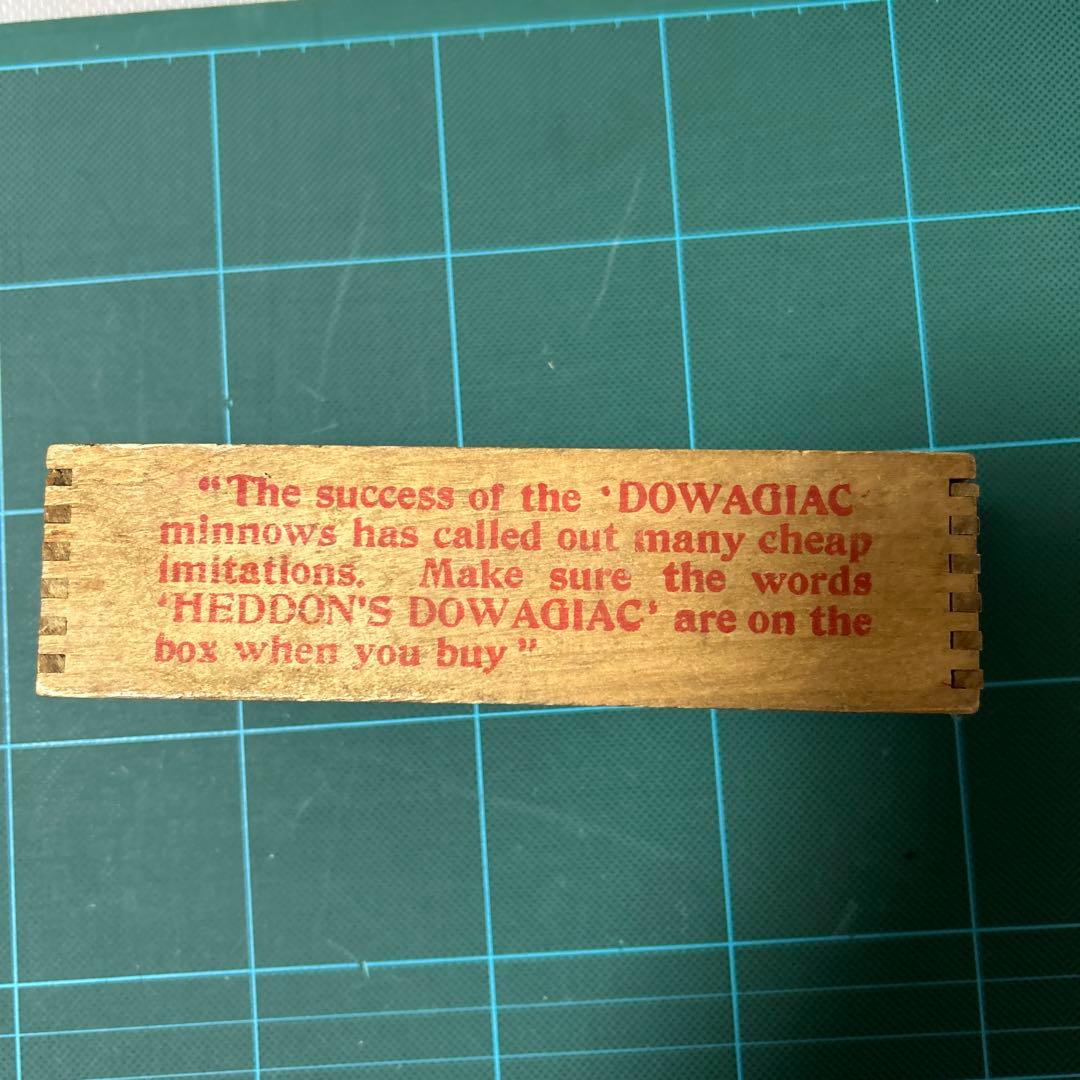 “The success of the ‘DOWAGIAC
minnows has called out many cheap
imitations. Make sure the words
‘HEDDON'S DOWAGIAC’ are on the
box when you buy”